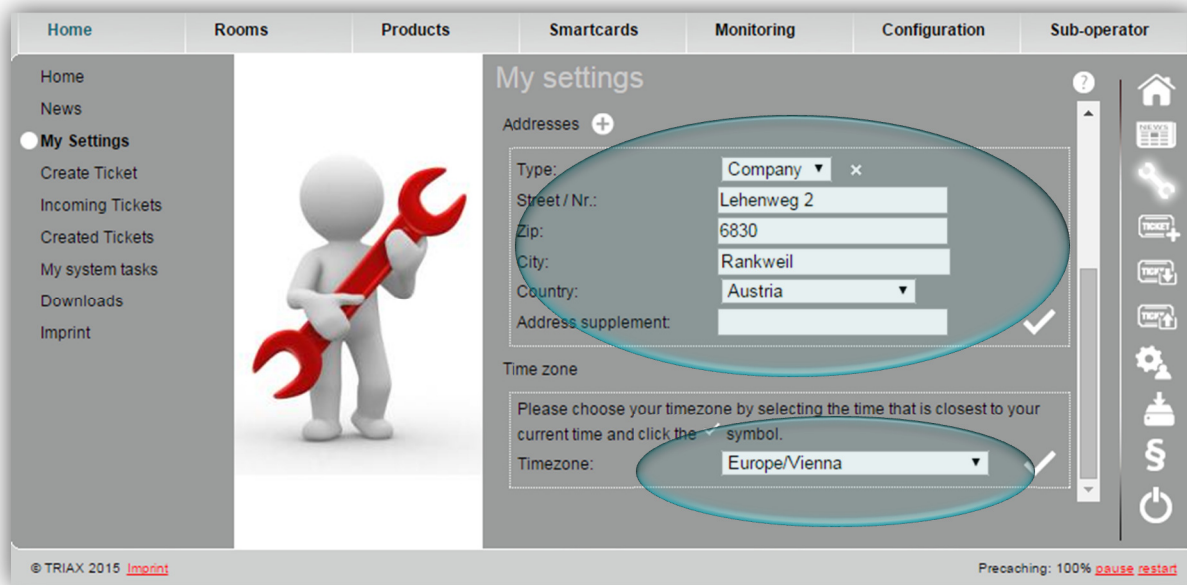 Home Rooms Products Smartcards Monitoring Configuration Sub-operator
Home
News
My Settings
Create Ticket
Incoming Tickets
Created Tickets
My system tasks
Downloads
Imprint
My settings
?
Addresses
Type: Company
Street / Nr.: Lehenweg 2
Zip: 6830
City: Rankweil
Country: Austria
Address supplement:
Time zone
Please choose your timezone by selecting the time that is closest to your
current time and click the ✓ symbol.
Timezone: Europe/Vienna
NEWS
TICKET
§
© TRIAX 2015 Imprint
Precaching: 100% pause restart